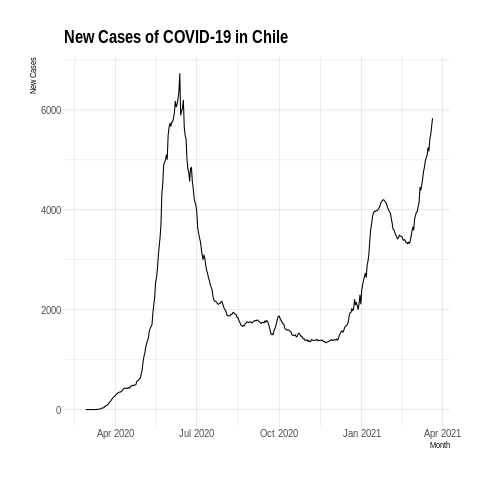 New Cases of COVID-19 in Chile
New Cases
6000
4000
2000
0
Apr 2020 Jul 2020 Oct 2020 Jan 2021 Apr 2021
Month